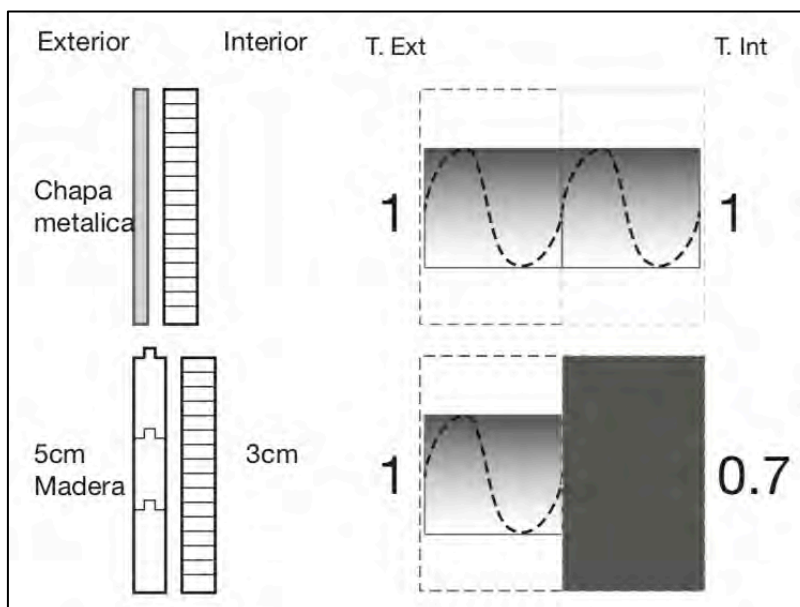 Exterior
Interior
T. Ext
T. Int
Chapa
metalica
1
1
5cm
Madera
3cm
1
0.7